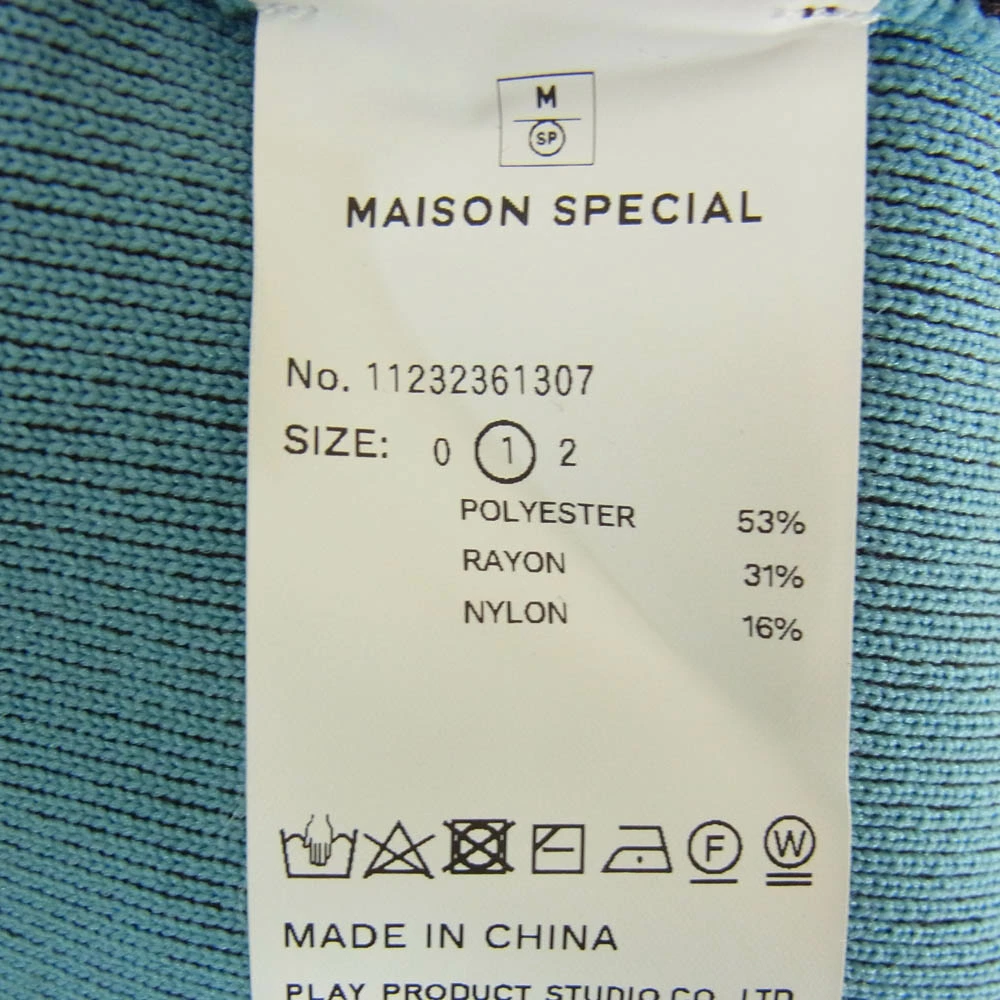 M
SP
MAISON SPECIAL
No. 11232361307
SIZE: 0 1 2
POLYESTER 53%
RAYON 31%
NYLON 16%
F W
MADE IN CHINA
PLAY PRODUCT STUDIO CO., LTD.